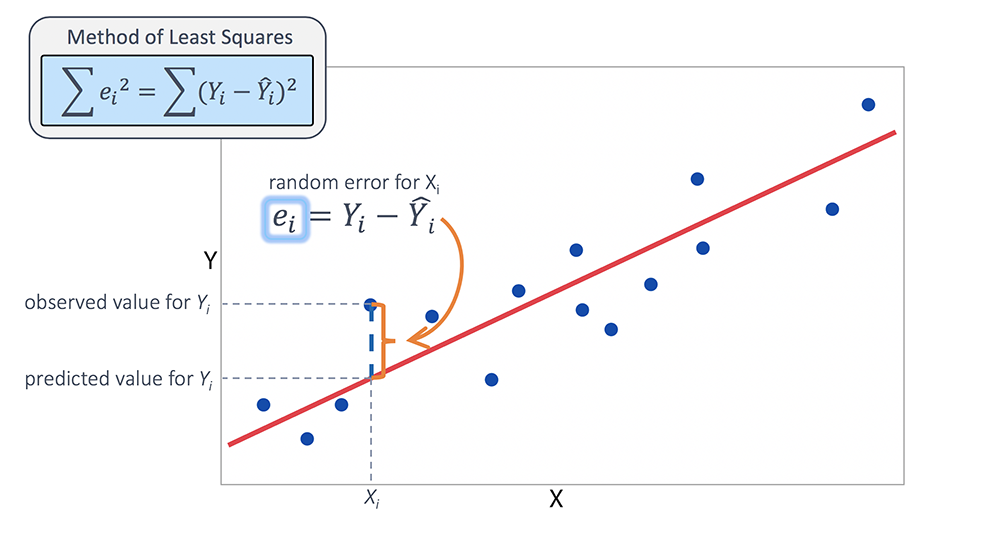 Method of Least Squares
∑ eᵢ² = ∑(Yᵢ − Ŷᵢ)²
random error for Xᵢ
eᵢ = Yᵢ − Ŷᵢ
Y
observed value for Yᵢ
predicted value for Yᵢ
Xᵢ
X